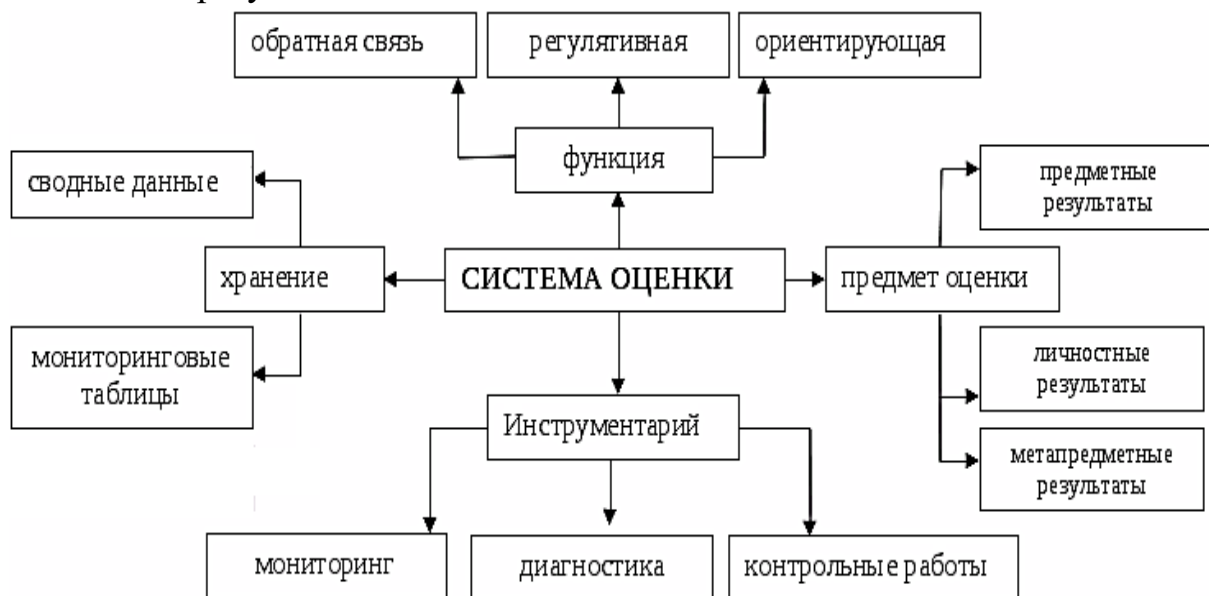 обратная связь
регулятивная
ориентирующая
функция
сводные данные
предметные
результаты
хранение
СИСТЕМА ОЦЕНКИ
предмет оценки
мониторинговые
таблицы
личностные
результаты
Инструментарий
метапредметные
результаты
мониторинг
диагностика
контрольные работы